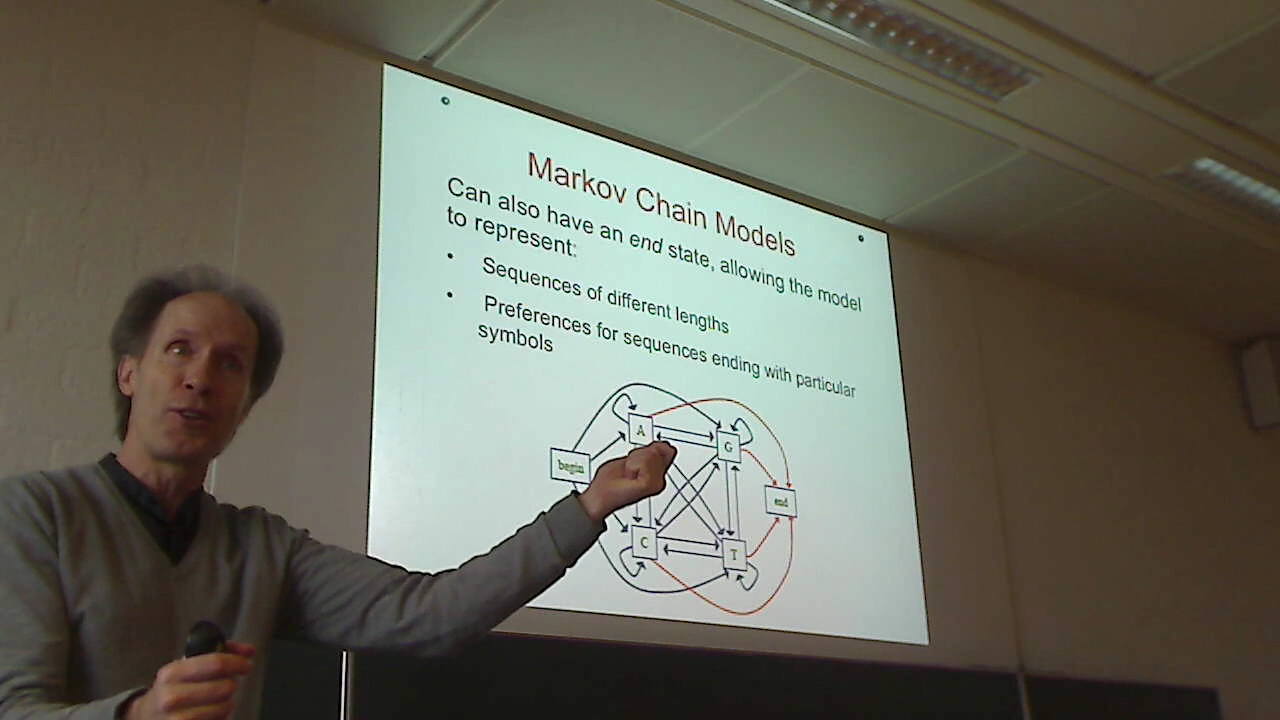 Markov Chain Models
Can also have an end state, allowing the model
to represent:
• Sequences of different lengths
• Preferences for sequences ending with particular
symbols
A
G
begin
end
C
T